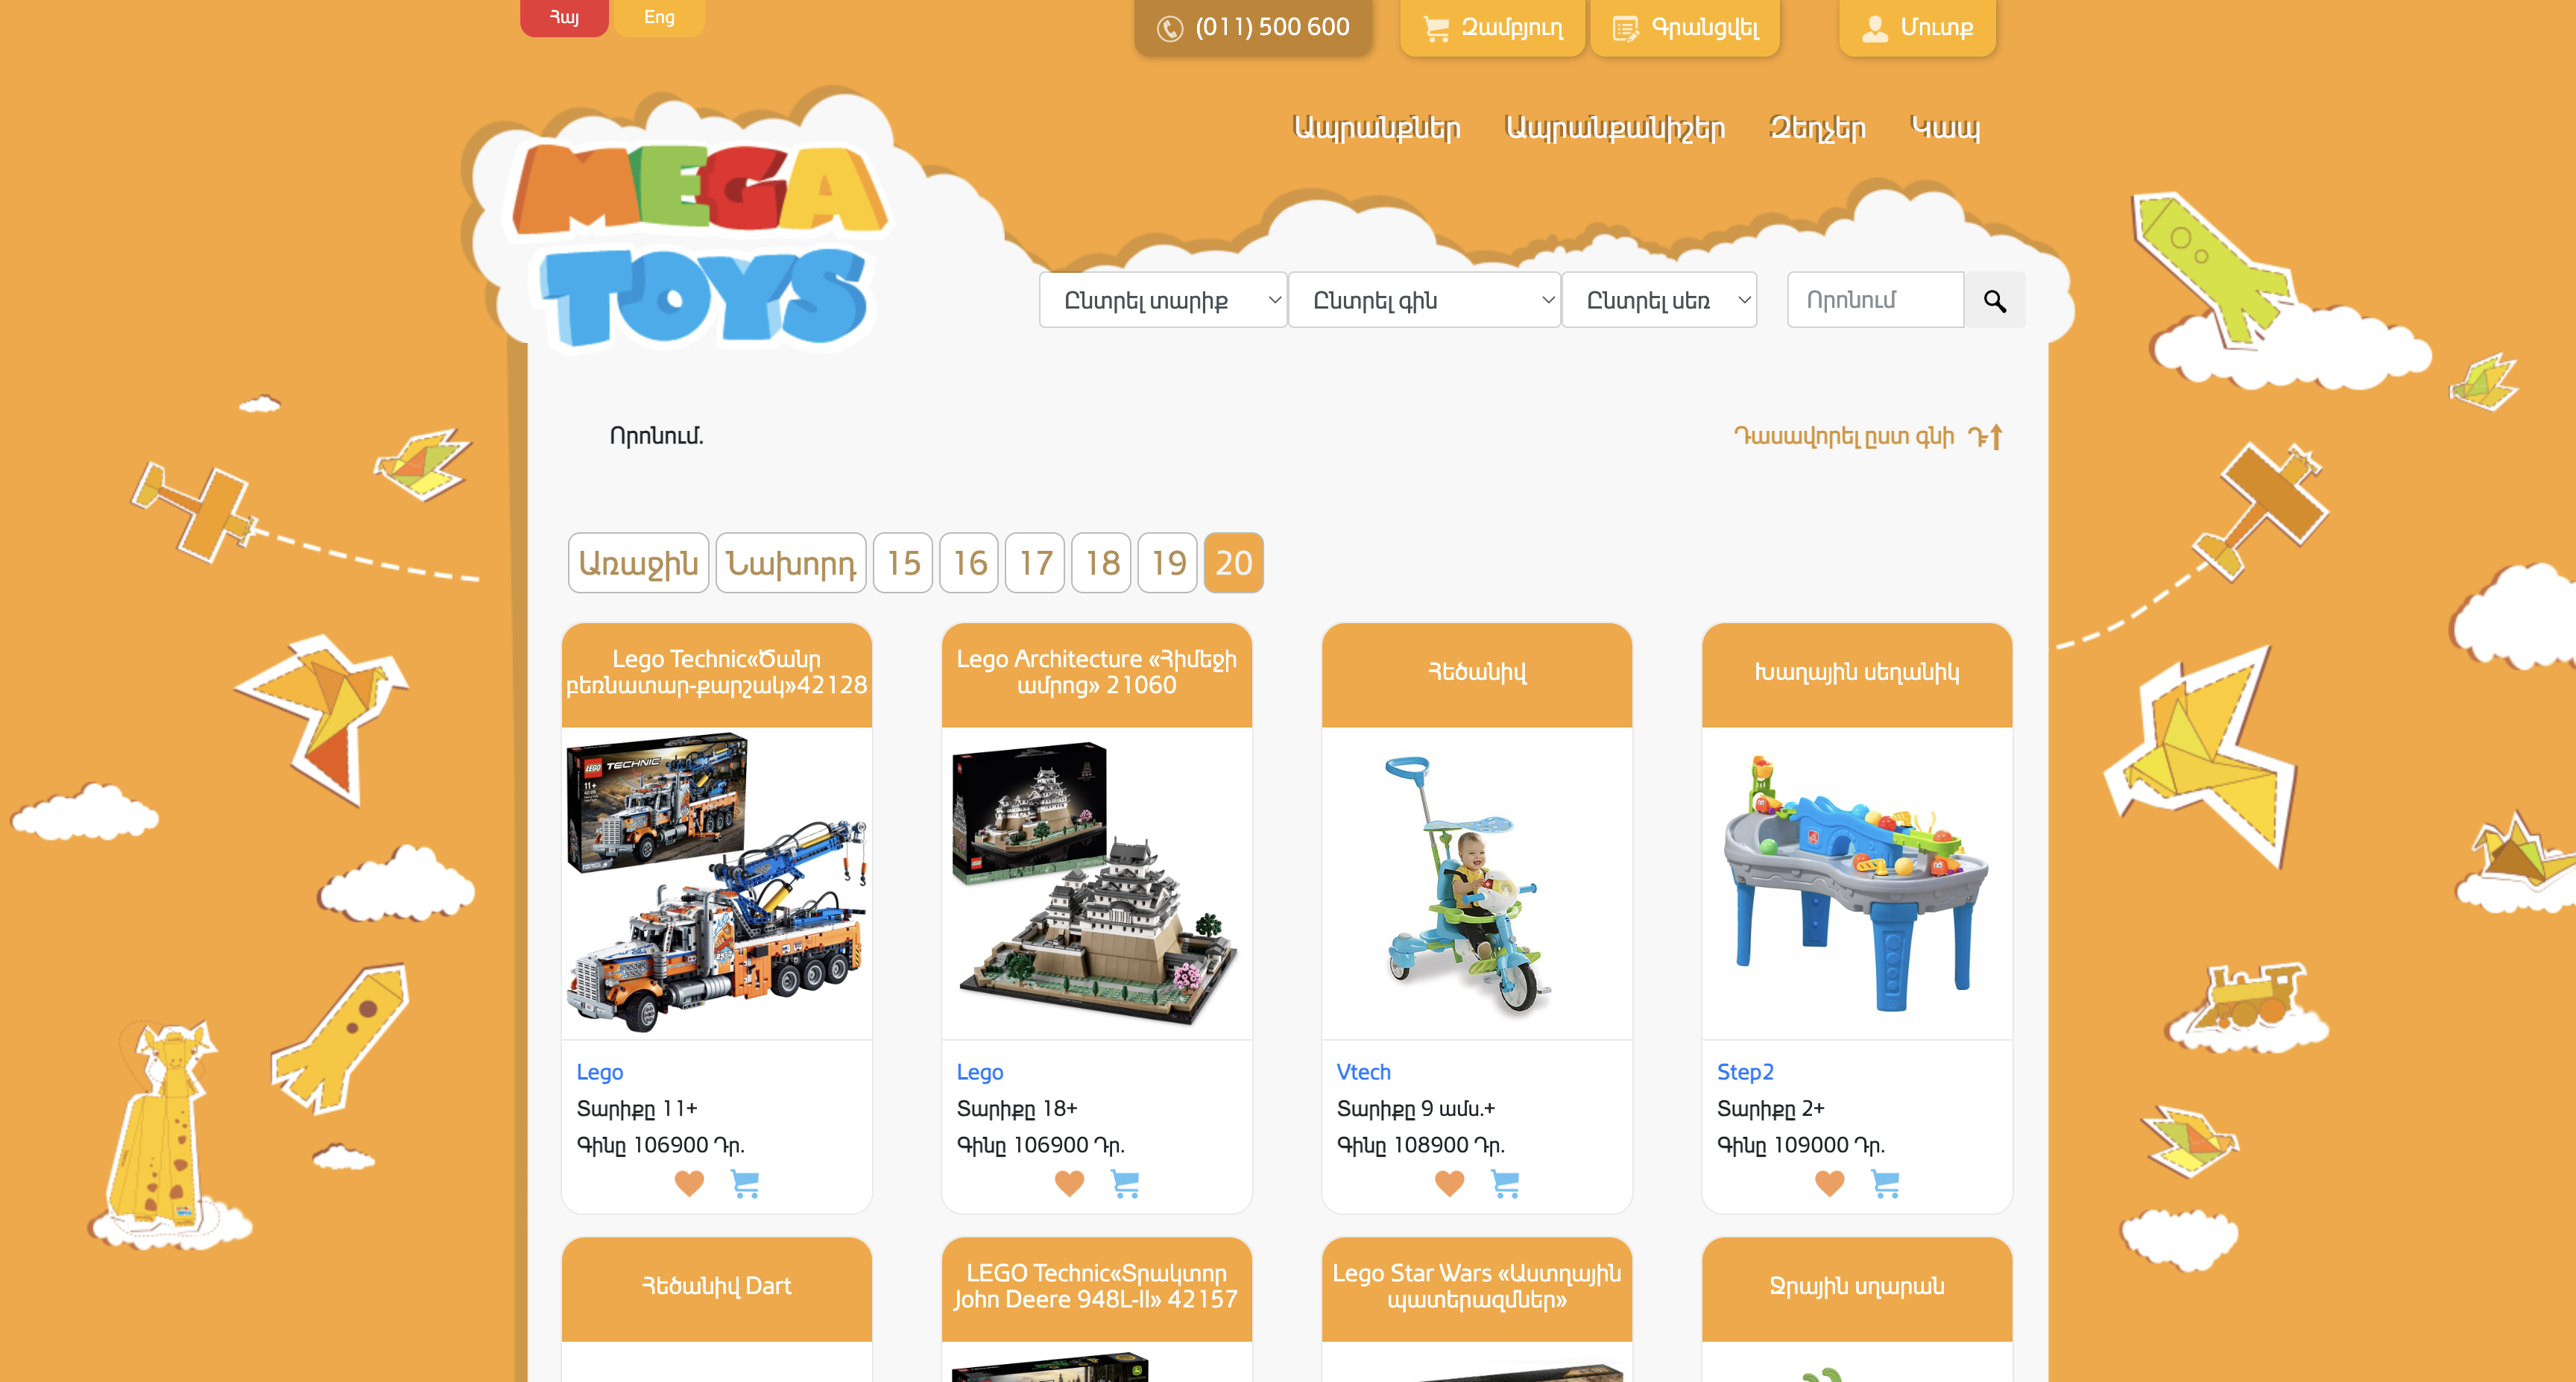 Հայ
Eng
(011) 500 600
Զամբյուղ
Գրանցվել
Մուտք
Ապրանքներ
Ապրանքանիշեր
Զեղչեր
Կապ
MEGA
TOYS
Ընտրել տարիք
Ընտրել գին
Ընտրել սեռ
Որոնում
Որոնում.
Դասավորել ըստ գնի
Առաջին
Նախորդ
15
16
17
18
19
20
Lego Technic«Ծանր
բեռնատար-քարշակ»42128
Lego Architecture «Հիմեջի
ամրոց» 21060
Հեծանիվ
Խաղային սեղանիկ
LEGO TECHNIC
11+
Lego
Տարիքը 11+
Գինը 106900 Դր.
Lego
Տարիքը 18+
Գինը 106900 Դր.
Vtech
Տարիքը 9 ամս.+
Գինը 108900 Դր.
Step2
Տարիքը 2+
Գինը 109000 Դր.
Հեծանիվ Dart
LEGO Technic«Տրակտոր
John Deere 948L-II» 42157
Lego Star Wars «Աստղային
պատերազմներ»
Ջրային սղարան